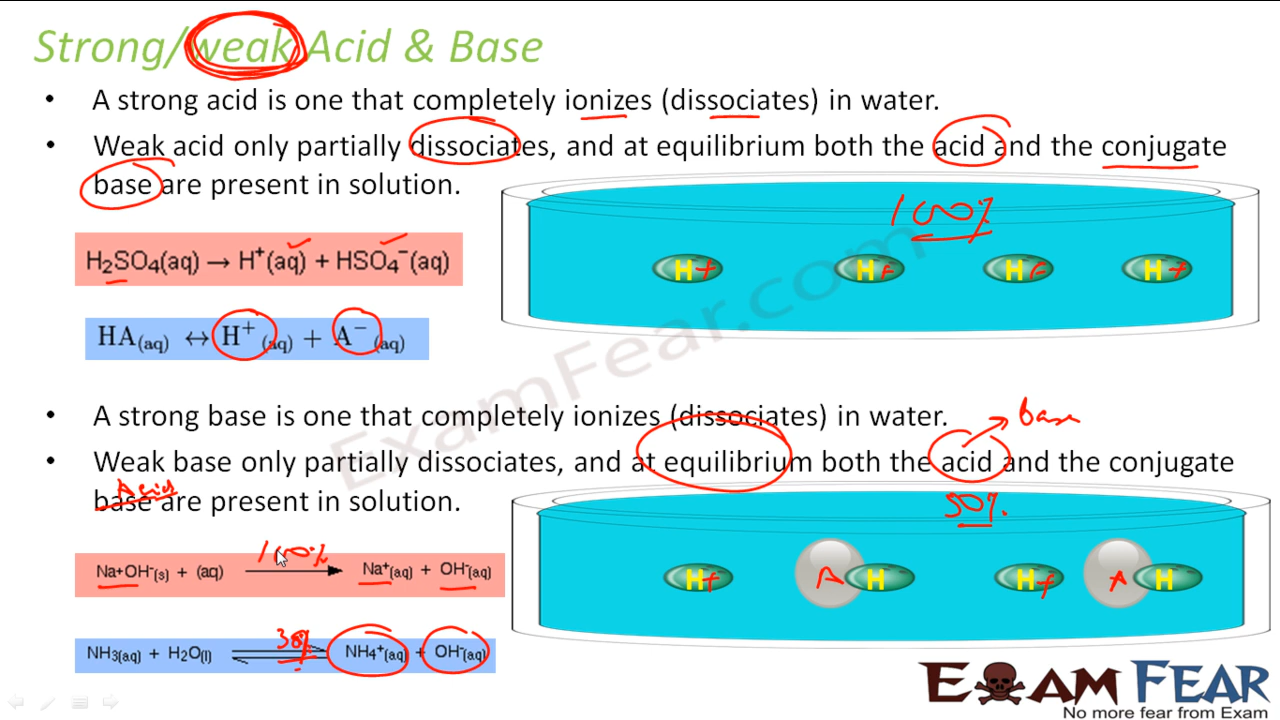 Strong/weak Acid & Base
• A strong acid is one that completely ionizes (dissociates) in water.
• Weak acid only partially dissociates, and at equilibrium both the acid and the conjugate
base are present in solution.
100%
H₂SO₄(aq) → H⁺(aq) + HSO₄⁻(aq)
H+ H+ H+ H+
HA(aq) ↔ H⁺(aq) + A⁻(aq)
ExamFear.com
• A strong base is one that completely ionizes (dissociates) in water.
Base
• Weak base only partially dissociates, and at equilibrium both the acid and the conjugate
Acid
base are present in solution.
50%
100%
Na+OH⁻(s) + (aq) → Na⁺(aq) + OH⁻(aq)
H+ A H H+ A H
30%
NH₃(aq) + H₂O(l) ⇌ NH₄⁺(aq) + OH⁻(aq)
EXAM FEAR
No more fear from Exam